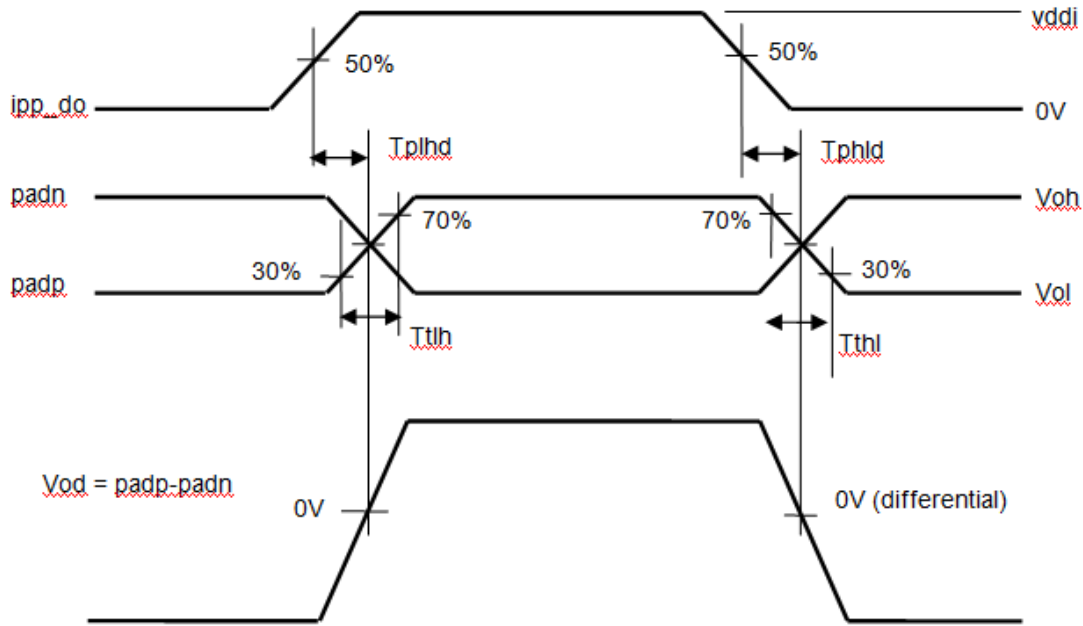 vddi
50%
50%
ipp_do
0V
Tplhd
Tphld
padn
Voh
70%
70%
30%
30%
padp
Vol
Ttlh
Tthl
Vod = padp-padn
0V
0V (differential)